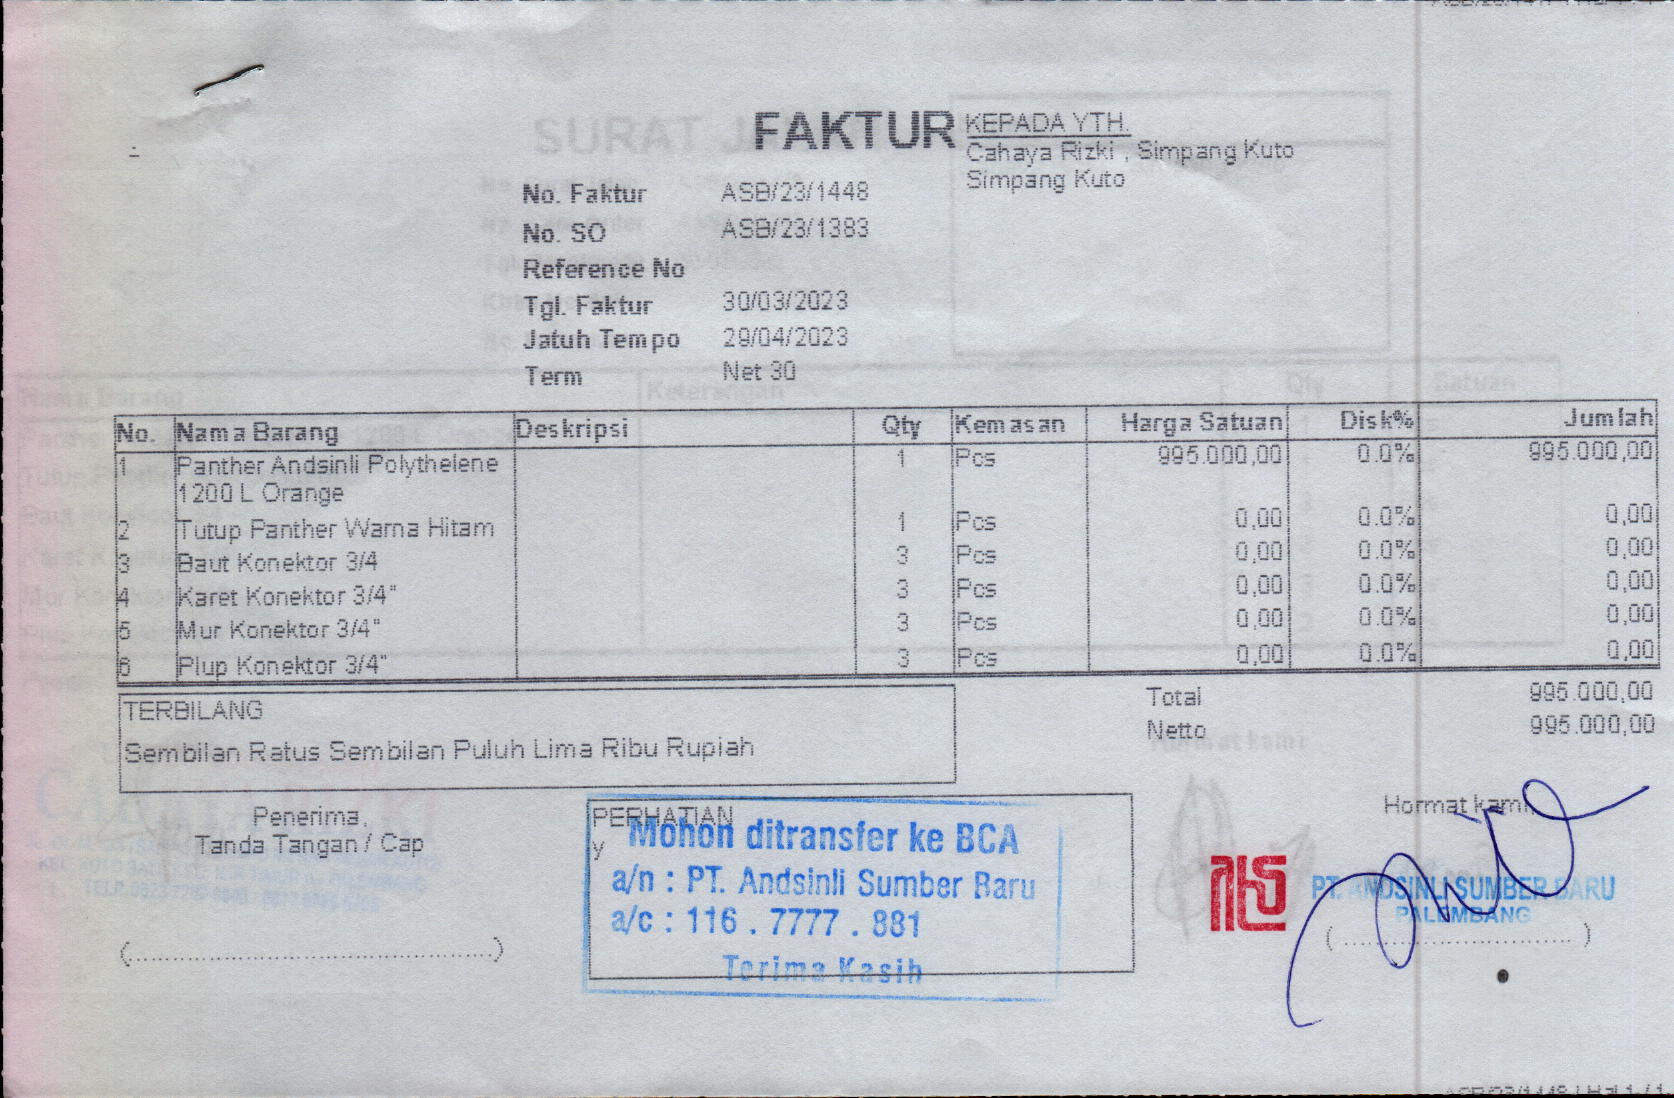 FAKTUR
KEPADA YTH.
Cahaya Rizki , Simpang Kuto
Simpang Kuto
No. Faktur ASB/23/1448
No. SO ASB/23/1383
Reference No
Tgl. Faktur 30/03/2023
Jatuh Tempo 29/04/2023
Term Net 30
No. Nama Barang Deskripsi Qty Kemasan Harga Satuan Disk% Jumlah
1 Panther Andsinli Polythelene 1 Pcs 995.000,00 0.0% 995.000,00
1200 L Orange
2 Tutup Panther Warna Hitam 1 Pcs 0,00 0.0% 0,00
3 Baut Konektor 3/4 3 Pcs 0,00 0.0% 0,00
4 Karet Konektor 3/4" 3 Pcs 0,00 0.0% 0,00
5 Mur Konektor 3/4" 3 Pcs 0,00 0.0% 0,00
6 Plup Konektor 3/4" 3 Pcs 0,00 0.0% 0,00
Total 995.000,00
Netto 995.000,00
TERBILANG
Sembilan Ratus Sembilan Puluh Lima Ribu Rupiah
Penerima,
Tanda Tangan / Cap
(............................................)
PERHATIAN
y
Mohon ditransfer ke BCA
a/n : PT. Andsinli Sumber Baru
a/c : 116 . 7777 . 881
Terima Kasih
Hormat kami,
PT. ANDSINLI SUMBER BARU
PALEMBANG
( ............................ )
ASB/23/1448 | Hal 1 / 1